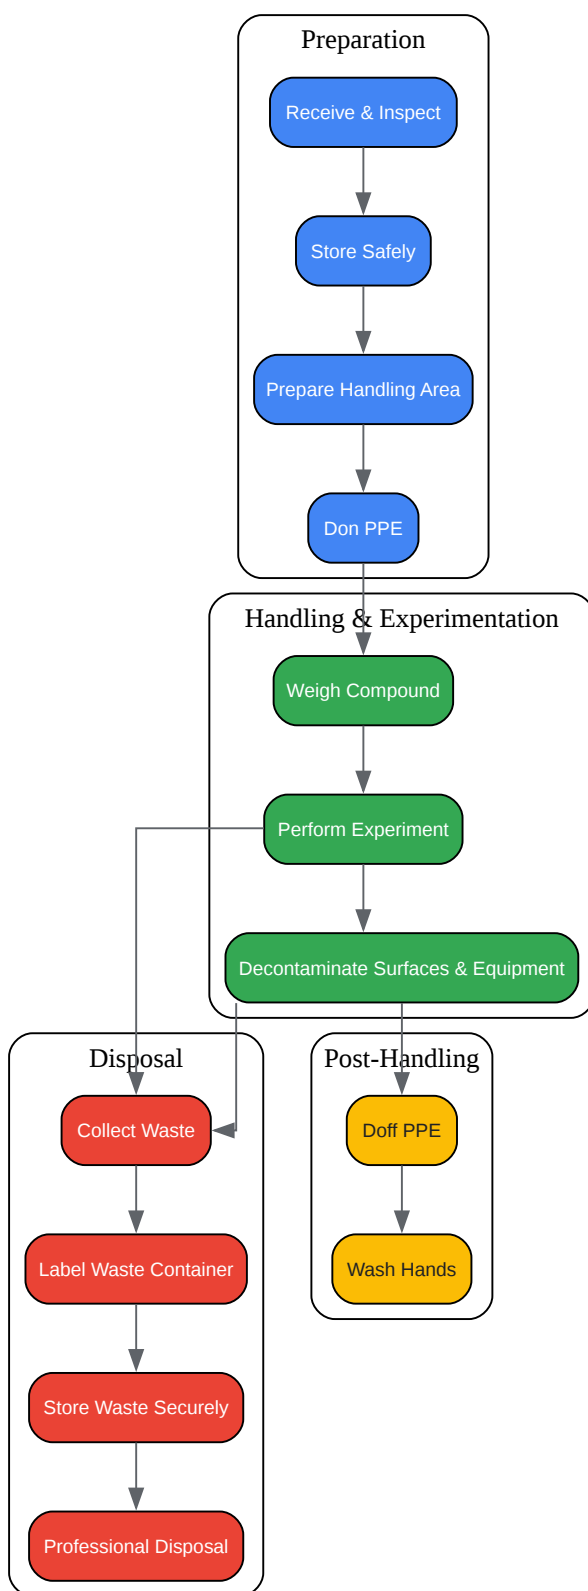 Preparation
Receive & Inspect
Store Safely
Prepare Handling Area
Don PPE
Handling & Experimentation
Weigh Compound
Perform Experiment
Decontaminate Surfaces & Equipment
Disposal
Collect Waste
Label Waste Container
Store Waste Securely
Professional Disposal
Post-Handling
Doff PPE
Wash Hands